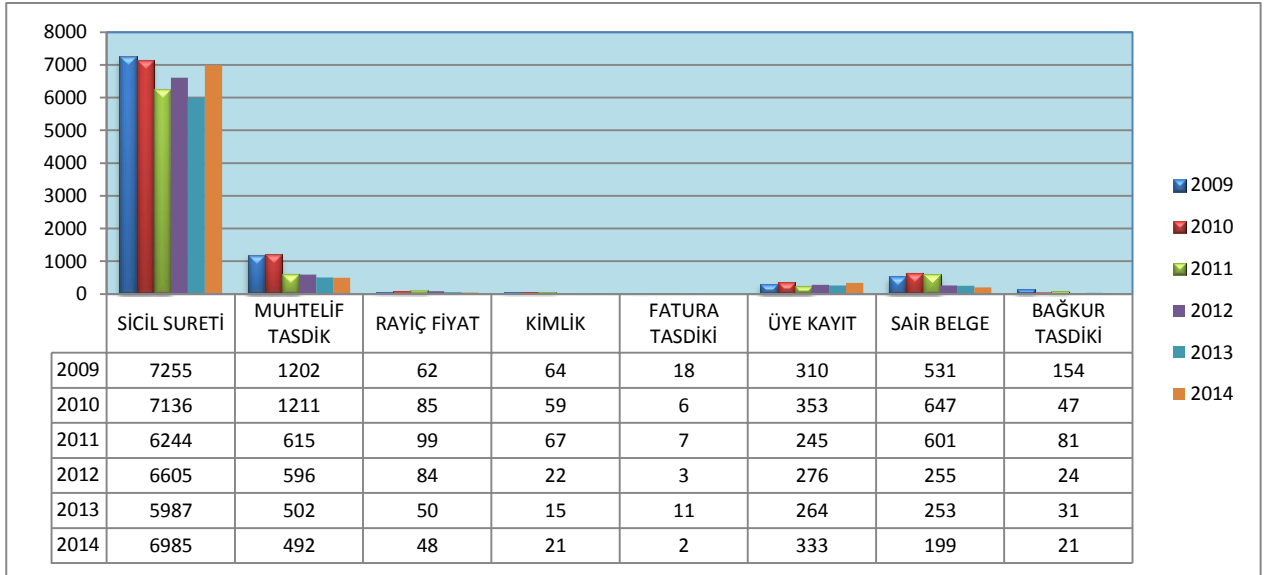 8000
7000
6000
5000
4000
3000
2000
1000
0
SİCİL SURETİ MUHTELİF TASDİK RAYİÇ FİYAT KİMLİK FATURA TASDİKİ ÜYE KAYIT SAİR BELGE BAĞKUR TASDİKİ
2009 7255 1202 62 64 18 310 531 154
2010 7136 1211 85 59 6 353 647 47
2011 6244 615 99 67 7 245 601 81
2012 6605 596 84 22 3 276 255 24
2013 5987 502 50 15 11 264 253 31
2014 6985 492 48 21 2 333 199 21
2009
2010
2011
2012
2013
2014